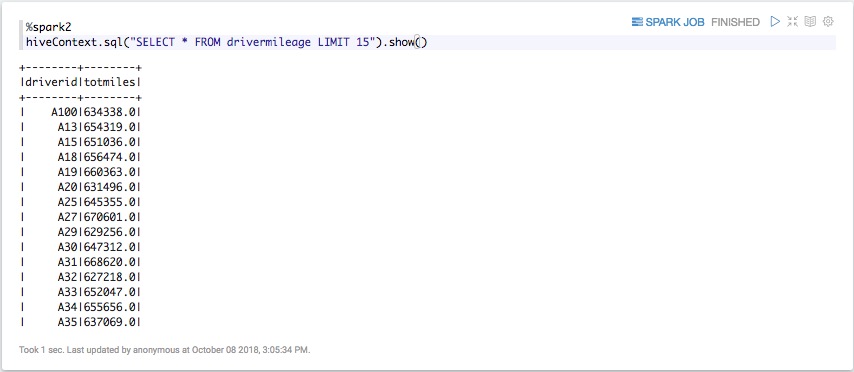 %spark2
SPARK JOB FINISHED
hiveContext.sql("SELECT * FROM drivermileage LIMIT 15").show()
+--------+--------+
|driverid|totmiles|
+--------+--------+
|    A100|634338.0|
|     A13|654319.0|
|     A15|651036.0|
|     A18|656474.0|
|     A19|660363.0|
|     A20|631496.0|
|     A25|645355.0|
|     A27|670601.0|
|     A29|629256.0|
|     A30|647312.0|
|     A31|668620.0|
|     A32|627218.0|
|     A33|652047.0|
|     A34|655656.0|
|     A35|637069.0|
Took 1 sec. Last updated by anonymous at October 08 2018, 3:05:34 PM.